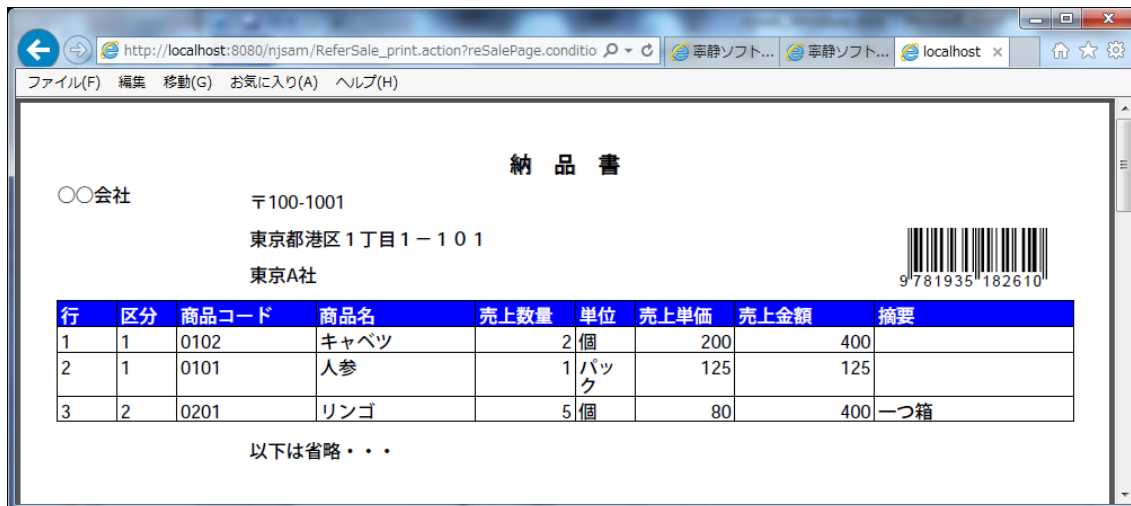 http://localhost:8080/njsam/ReferSale_print.action?reSalePage.conditio
寧静ソフト...
寧静ソフト...
localhost
ファイル(F) 編集 移動(G) お気に入り(A) ヘルプ(H)
納 品 書
〇〇会社
〒100-1001
東京都港区１丁目１－１０１
東京A社
9 781935 182610
行 区分 商品コード 商品名 売上数量 単位 売上単価 売上金額 摘要
1 1 0102 キャベツ 2 個 200 400
2 1 0101 人参 1 パック 125 125
3 2 0201 リンゴ 5 個 80 400 一つ箱
以下は省略・・・